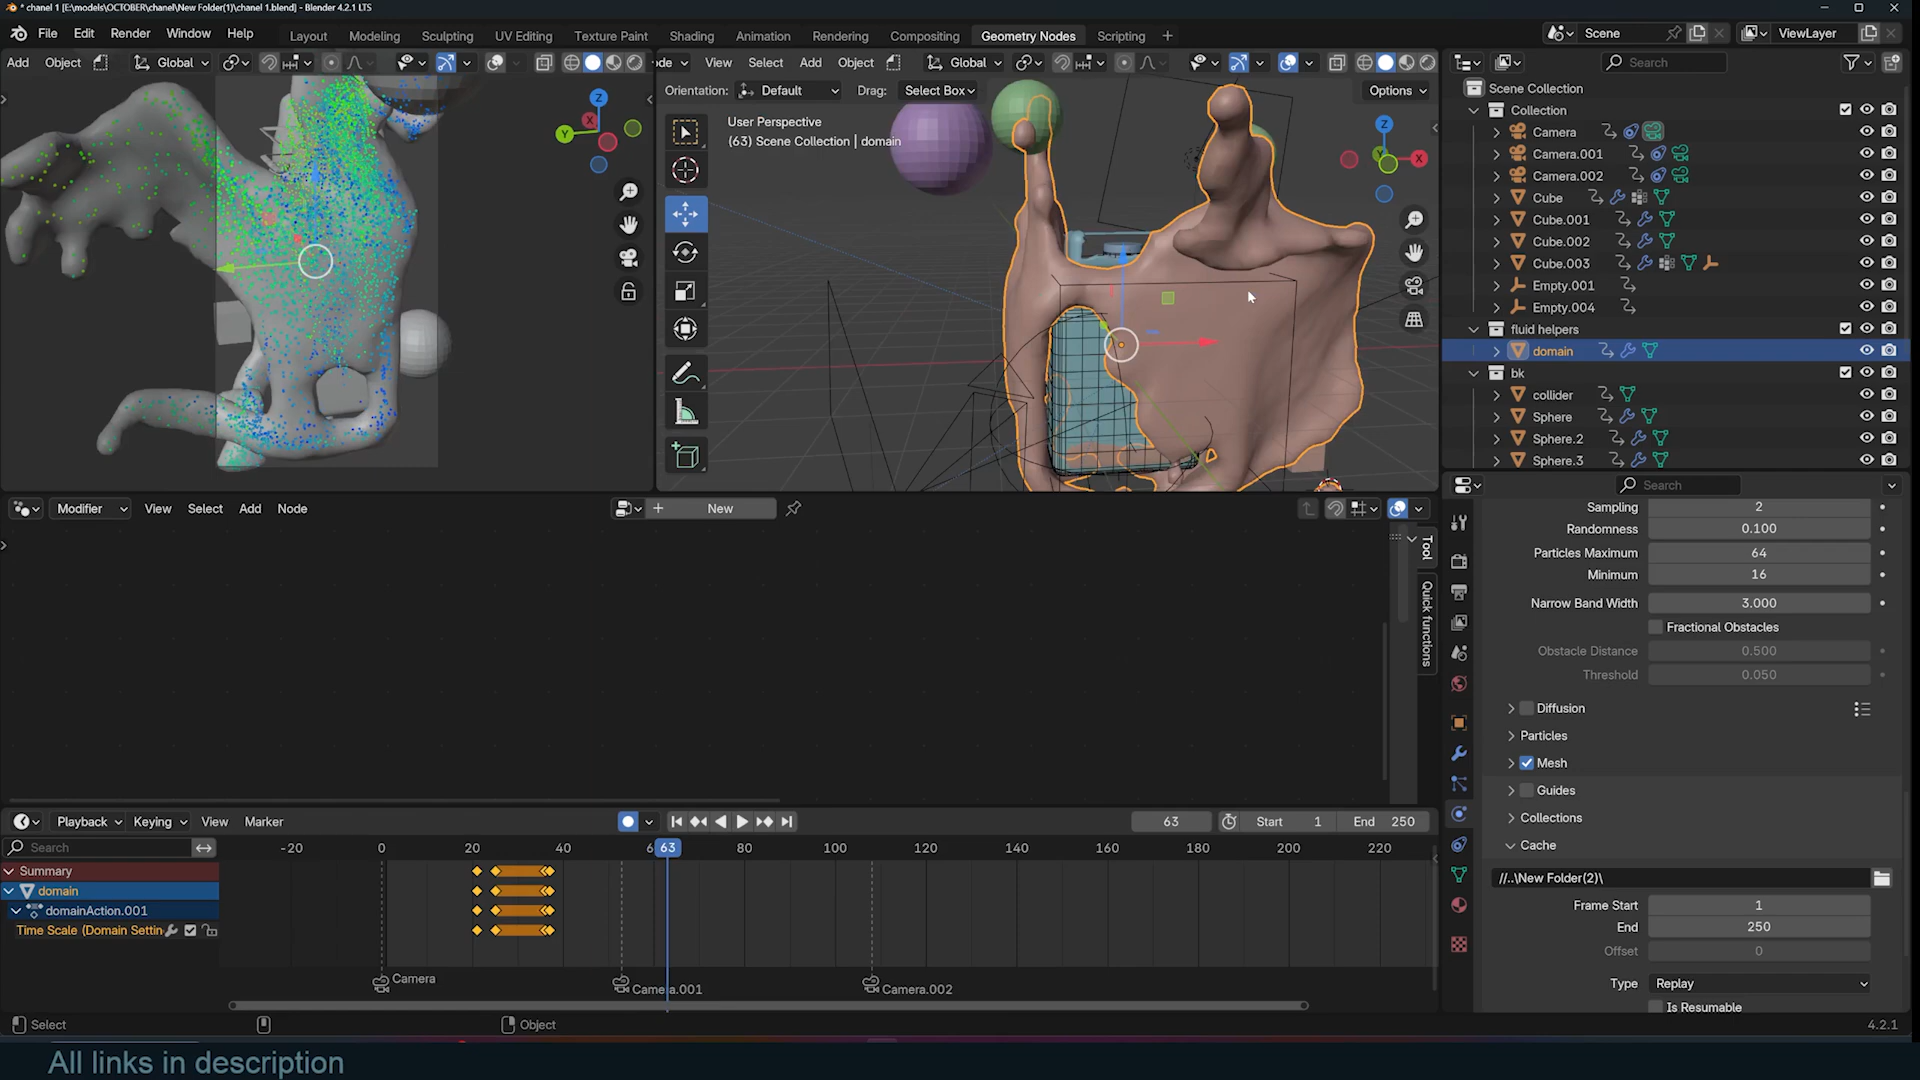 * chanel 1 [E:\models\OCTOBER\chanel\New Folder(1)\chanel 1.blend] - Blender 4.2.1 LTS
File Edit Render Window Help Layout Modeling Sculpting UV Editing Texture Paint Shading Animation Rendering Compositing Geometry Nodes Scripting + Scene ViewLayer
Add Object Global View Select Add Object Global Search
Orientation: Default Drag: Select Box Options
User Perspective
(63) Scene Collection | domain
Z
Y
X
Z
Y
X
Scene Collection
Collection
Camera
Camera.001
Camera.002
Cube
Cube.001
Cube.002
Cube.003
Empty.001
Empty.004
fluid helpers
domain
bk
collider
Sphere
Sphere.2
Sphere.3
Search
Sampling 2
Randomness 0.100
Particles Maximum 64
Minimum 16
Narrow Band Width 3.000
Fractional Obstacles
Obstacle Distance 0.500
Threshold 0.050
Diffusion
Particles
Mesh
Guides
Collections
Cache
//..\New Folder(2)\
Frame Start 1
End 250
Offset 0
Type Replay
Is Resumable
Modifier View Select Add Node + New
Tool
Quick functions
Playback Keying View Marker 63 Start 1 End 250
Search -20 0 20 40 63 80 100 120 140 160 180 200 220
Summary
domain
domainAction.001
Time Scale (Domain Settin
Camera
Camera.001
Camera.002
Select Object 4.2.1
All links in description